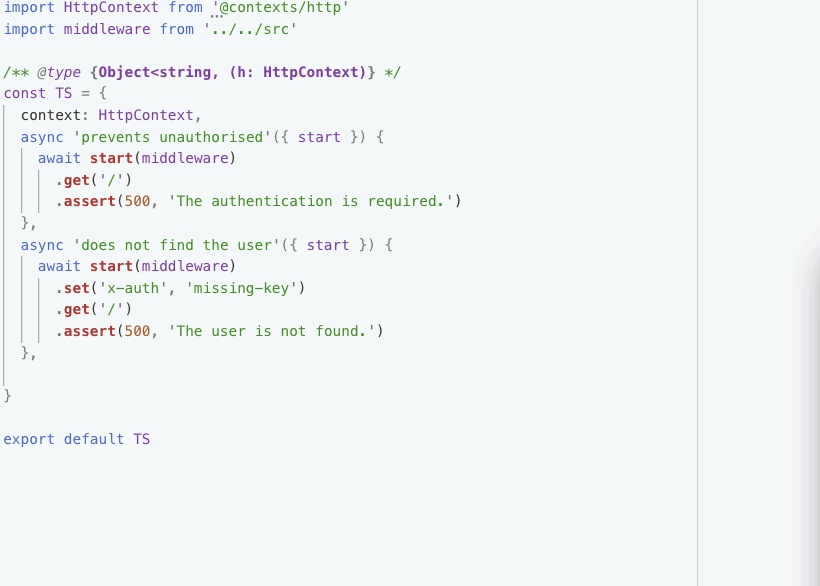 import HttpContext from '@contexts/http'
import middleware from '../../src'

/** @type {Object<string, (h: HttpContext)} */
const TS = {
  context: HttpContext,
  async 'prevents unauthorised'({ start }) {
    await start(middleware)
      .get('/')
      .assert(500, 'The authentication is required.')
  },
  async 'does not find the user'({ start }) {
    await start(middleware)
      .set('x-auth', 'missing-key')
      .get('/')
      .assert(500, 'The user is not found.')
  },

}

export default TS